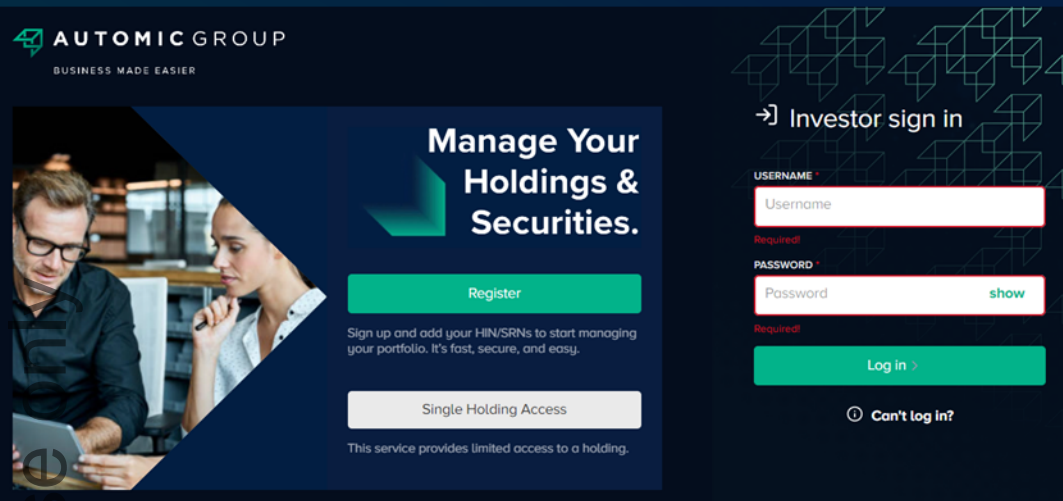 AUTOMIC GROUP
BUSINESS MADE EASIER
Manage Your
Holdings &
Securities.
Register
Sign up and add your HIN/SRNs to start managing
your portfolio. It's fast, secure, and easy.
Single Holding Access
This service provides limited access to a holding.
Investor sign in
USERNAME *
Username
Required!
PASSWORD *
Password
show
Required!
Log in >
Can't log in?
only